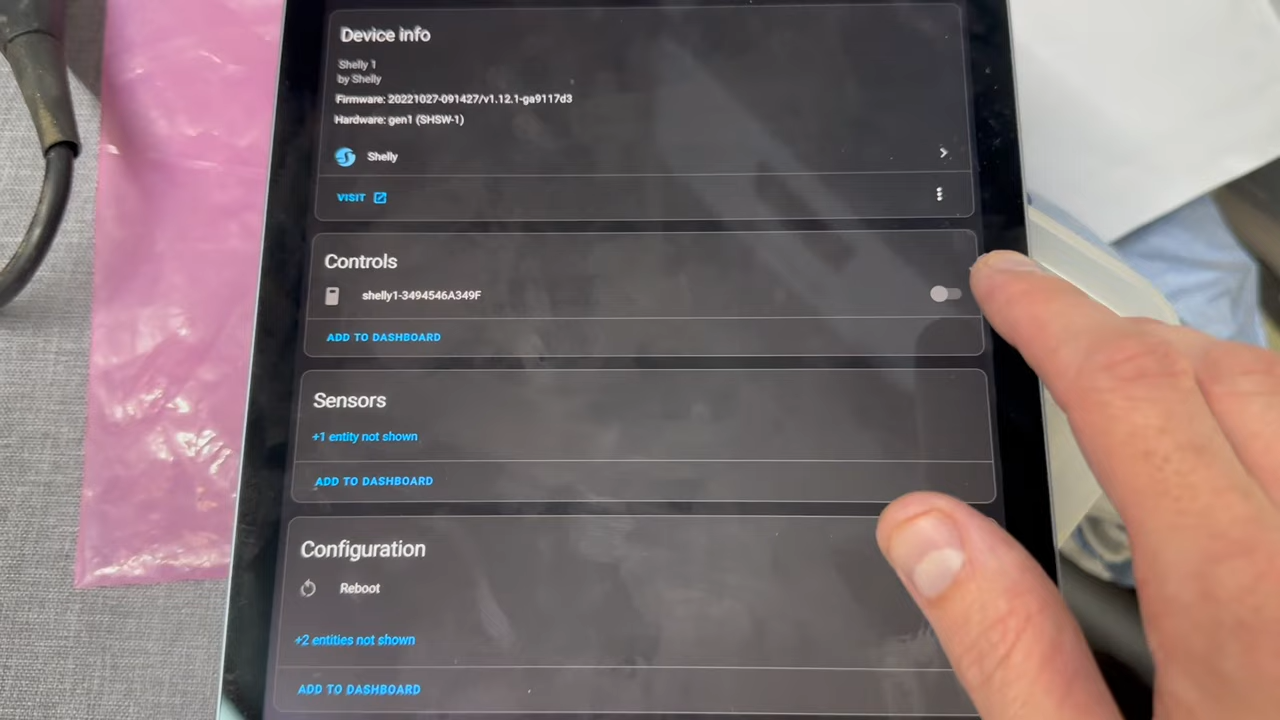 Device info
Shelly 1
by Shelly
Firmware: 20221027-091427/v1.12.1-ga9117d3
Hardware: gen1 (SHSW-1)
Shelly
VISIT
Controls
shelly1-3494546A349F
ADD TO DASHBOARD
Sensors
+1 entity not shown
ADD TO DASHBOARD
Configuration
Reboot
+2 entities not shown
ADD TO DASHBOARD